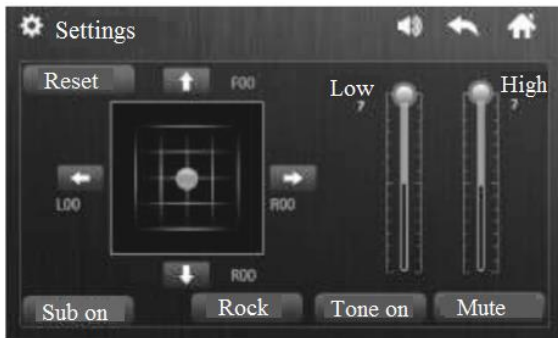 Settings
Reset
F00
Low
High
7
7
L00
R00
R00
Sub on
Rock
Tone on
Mute